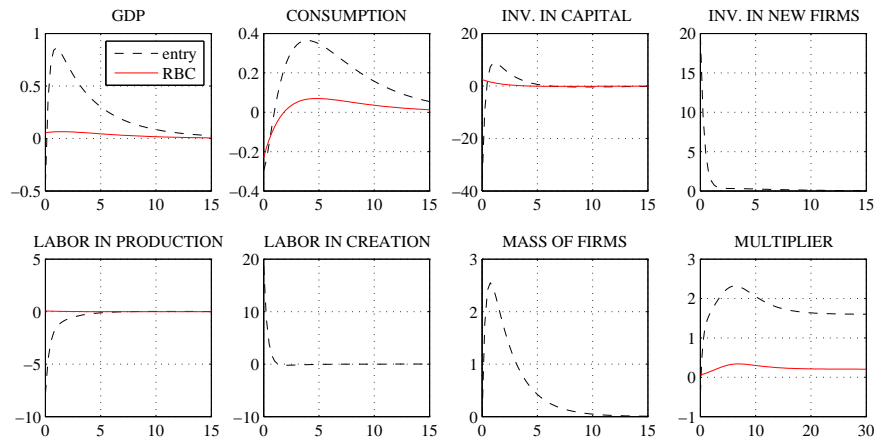 GDP CONSUMPTION INV. IN CAPITAL INV. IN NEW FIRMS
1 0.4 20 20
entry
RBC
15
0.5 0.2 0
10
0 0 −20
5
−0.5 −0.4 −40 0
0 5 10 15 0 5 10 15 0 5 10 15 0 5 10 15
−0.2
LABOR IN PRODUCTION LABOR IN CREATION MASS OF FIRMS MULTIPLIER
5 20 3 3
0 10 2 2
1
−5 0 1 0
−10 −10 0 −1
0 5 10 15 0 5 10 15 0 5 10 15 0 10 20 30